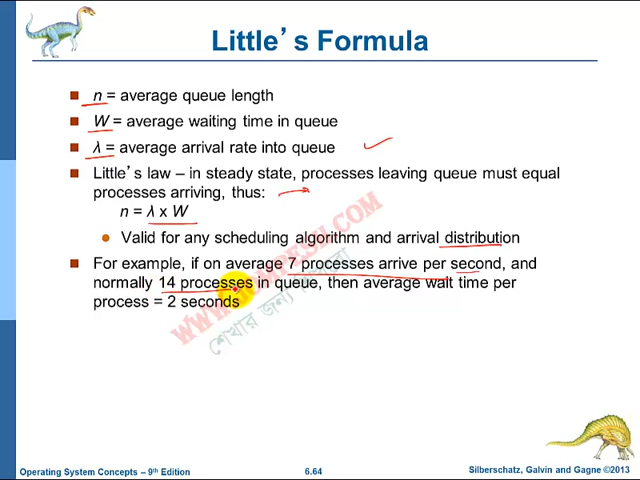 Little's Formula
n = average queue length
W = average waiting time in queue
λ = average arrival rate into queue
Little's law – in steady state, processes leaving queue must equal
processes arriving, thus:
n = λ x W
Valid for any scheduling algorithm and arrival distribution
For example, if on average 7 processes arrive per second, and
normally 14 processes in queue, then average wait time per
process = 2 seconds
শেখার জন্য
Operating System Concepts – 9th Edition
6.64
Silberschatz, Galvin and Gagne ©2013